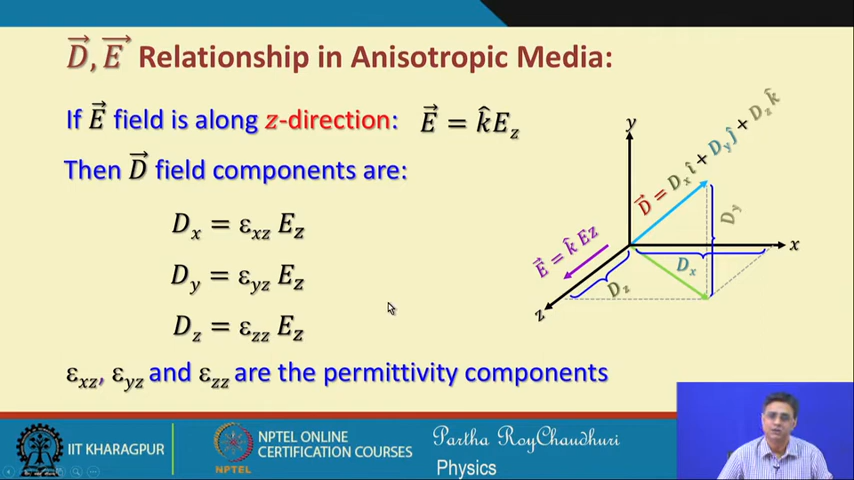 D⃗, E⃗ Relationship in Anisotropic Media:
If E⃗ field is along z-direction: E⃗ = k̂E_z
Then D⃗ field components are:
D_x = ε_xz E_z
D_y = ε_yz E_z
D_z = ε_zz E_z
ε_xz, ε_yz and ε_zz are the permittivity components
y
D⃗ = D_x î + D_y ĵ + D_z k̂
D_y
x
E⃗ = k̂ Ez
D_x
D_z
z
IIT KHARAGPUR
NPTEL
NPTEL ONLINE
CERTIFICATION COURSES
Partha RoyChaudhuri
Physics